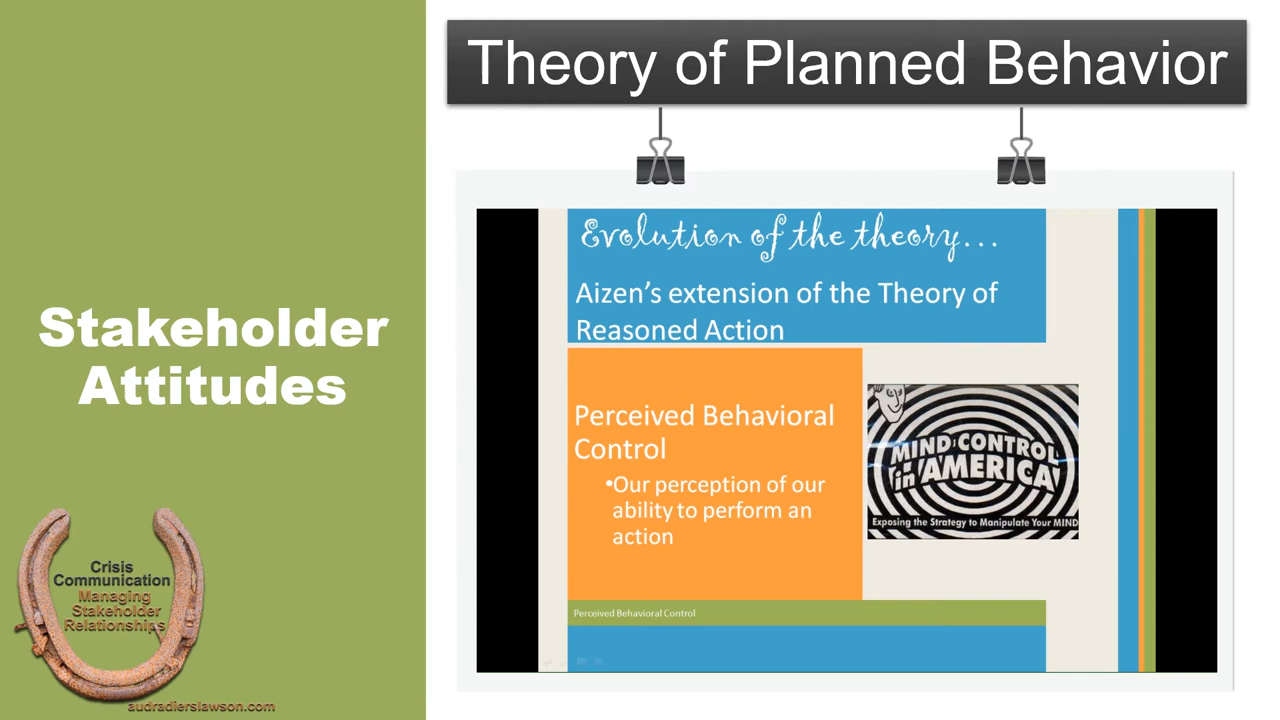 Theory of Planned Behavior
Stakeholder
Attitudes
Evolution of the theory...
Aizen's extension of the Theory of
Reasoned Action
Perceived Behavioral
Control
•Our perception of our
ability to perform an
action
MIND CONTROL
in AMERICA
Exposing the Strategy to Manipulate Your MIND
Perceived Behavioral Control
Crisis
Communication
Managing
Stakeholder
Relationships
audradierslawson.com